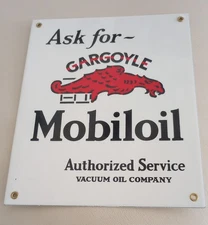 Ask for~
GARGOYLE
Mobiloil
Authorized Service
VACUUM OIL COMPANY